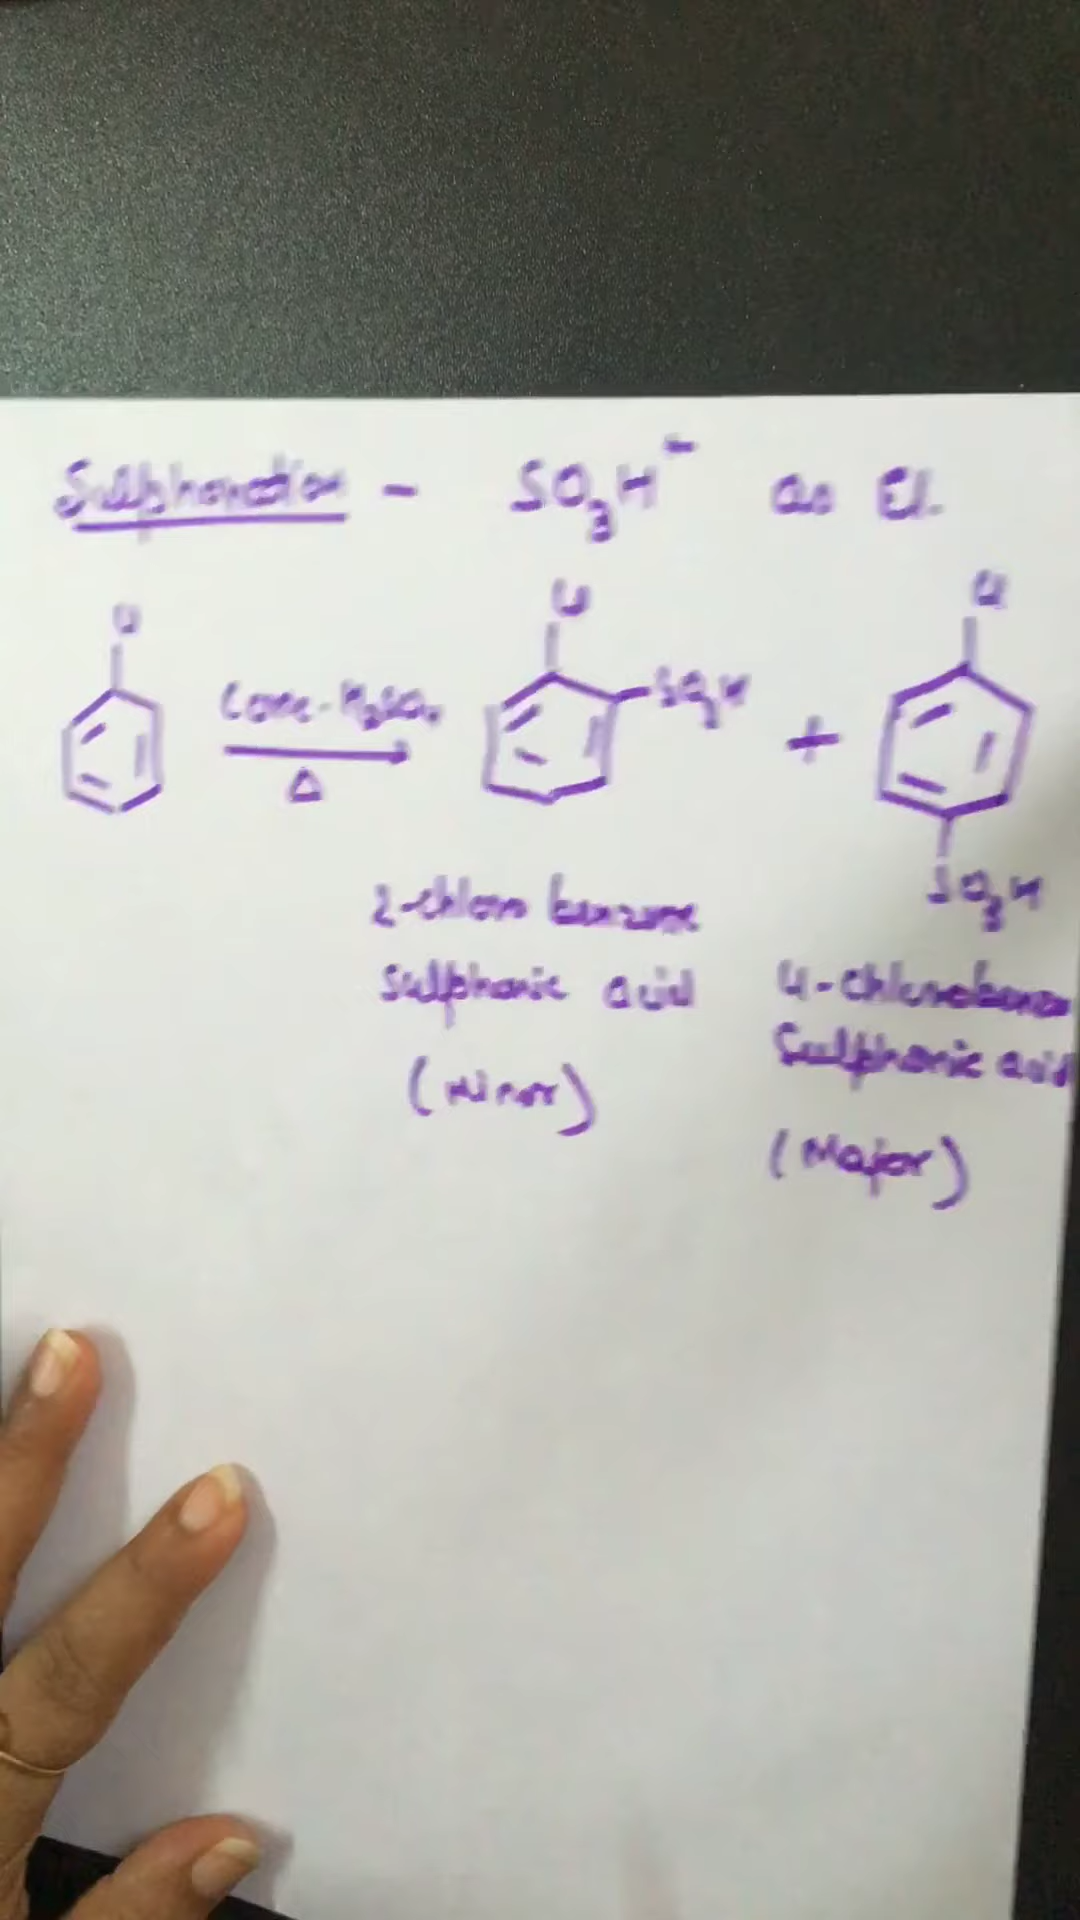 Sulphonation - SO₃H⁻ as El.
Cl Cl Cl
Conc. H₂SO₄ SO₃H +
Δ
SO₃H
2-chloro benzene
sulphonic acid
(Minor)
4-chlorobenzene
Sulphonic acid
(Major)